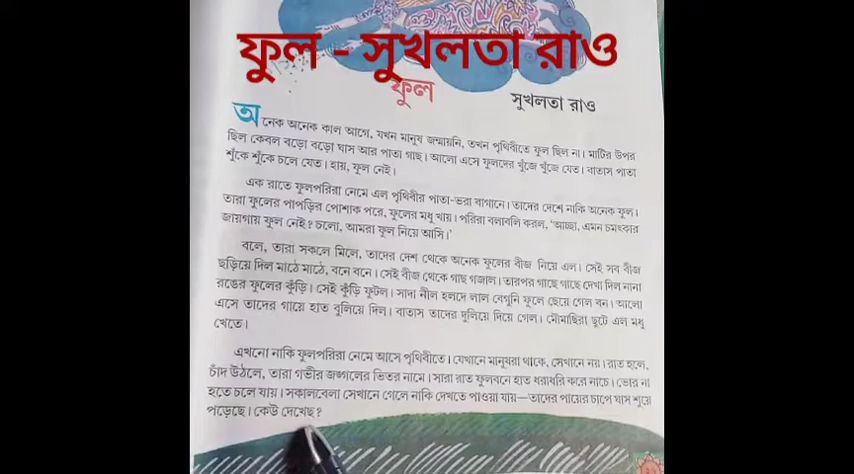 ফুল - সুখলতা রাও
ফুল
সুখলতা রাও
অনেক অনেক কাল আগে, যখন মানুষ জন্মায়নি, তখন পৃথিবীতে ফুল ছিল না। মাটির উপর
ছিল কেবল বড়ো বড়ো ঘাস আর পাতা গাছ। আলো এসে ফুলদের খুঁজে খুঁজে যেত। বাতাস পাতা
শুঁকে শুঁকে চলে যেত। হায়, ফুল নেই।
এক রাতে ফুলপরিরা নেমে এল পৃথিবীর পাতা-ভরা বাগানে। তাদের দেশে নাকি অনেক ফুল।
তারা ফুলের পাপড়ির পোশাক পরে, ফুলের মধু খায়। পরিরা বলাবলি করল, ‘আচ্ছা, এমন চমৎকার
জায়গায় ফুল নেই? চলো, আমরা ফুল নিয়ে আসি।’
বলে, তারা সকলে মিলে, তাদের দেশ থেকে অনেক ফুলের বীজ নিয়ে এল। সেই সব বীজ
ছড়িয়ে দিল মাঠে মাঠে, বনে বনে। সেই বীজ থেকে গাছ গজাল। তারপর গাছে গাছে দেখা দিল নানা
রঙের ফুলের কুঁড়ি। সেই কুঁড়ি ফুটল। সাদা নীল হলদে লাল বেগুনি ফুলে ছেয়ে গেল বন। আলো
এসে তাদের গায়ে হাত বুলিয়ে দিল। বাতাস তাদের দুলিয়ে দিয়ে গেল। মৌমাছিরা ছুটে এল মধু
খেতে।
এখনো নাকি ফুলপরিরা নেমে আসে পৃথিবীতে। যেখানে মানুষরা থাকে, সেখানে নয়। রাত হলে,
চাঁদ উঠলে, তারা গভীর জঙ্গলের ভিতর নামে। সারা রাত ফুলবনে হাত ধরাধরি করে নাচে। ভোর না
হতে চলে যায়। সকালবেলা সেখানে গেলে নাকি দেখতে পাওয়া যায়—তাদের পায়ের চাপে ঘাস শুয়ে
পড়েছে। কেউ দেখেছ?